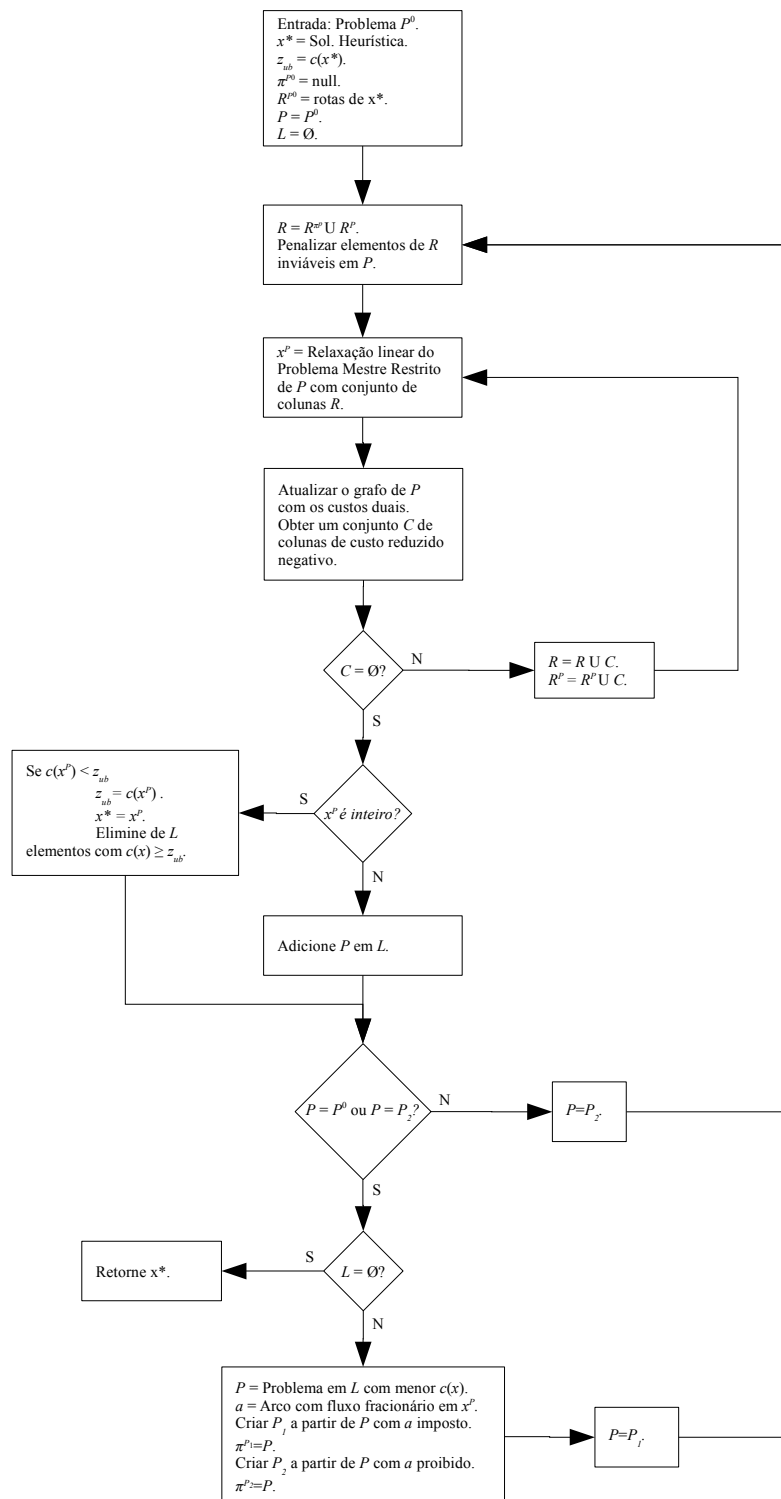 Entrada: Problema P⁰.
x* = Sol. Heurística.
z_ub = c(x*).
π^P⁰ = null.
R^P⁰ = rotas de x*.
P = P⁰.
L = Ø.
R = R^π^P U R^P.
Penalizar elementos de R
inviáveis em P.
x^P = Relaxação linear do
Problema Mestre Restrito
de P com conjunto de
colunas R.
Atualizar o grafo de P
com os custos duais.
Obter um conjunto C de
colunas de custo reduzido
negativo.
C = Ø?
N
R = R U C.
R^P = R^P U C.
S
Se c(x^P) < z_ub
z_ub = c(x^P) .
x* = x^P.
Elimine de L
elementos com c(x) ≥ z_ub.
S
x^P é inteiro?
N
Adicione P em L.
P = P⁰ ou P = P₂?
N
P=P₂.
S
Retorne x*.
S
L = Ø?
N
P = Problema em L com menor c(x).
a = Arco com fluxo fracionário em x^P.
Criar P₁ a partir de P com a imposto.
π^P₁=P.
Criar P₂ a partir de P com a proibido.
π^P₂=P.
P=P₁.